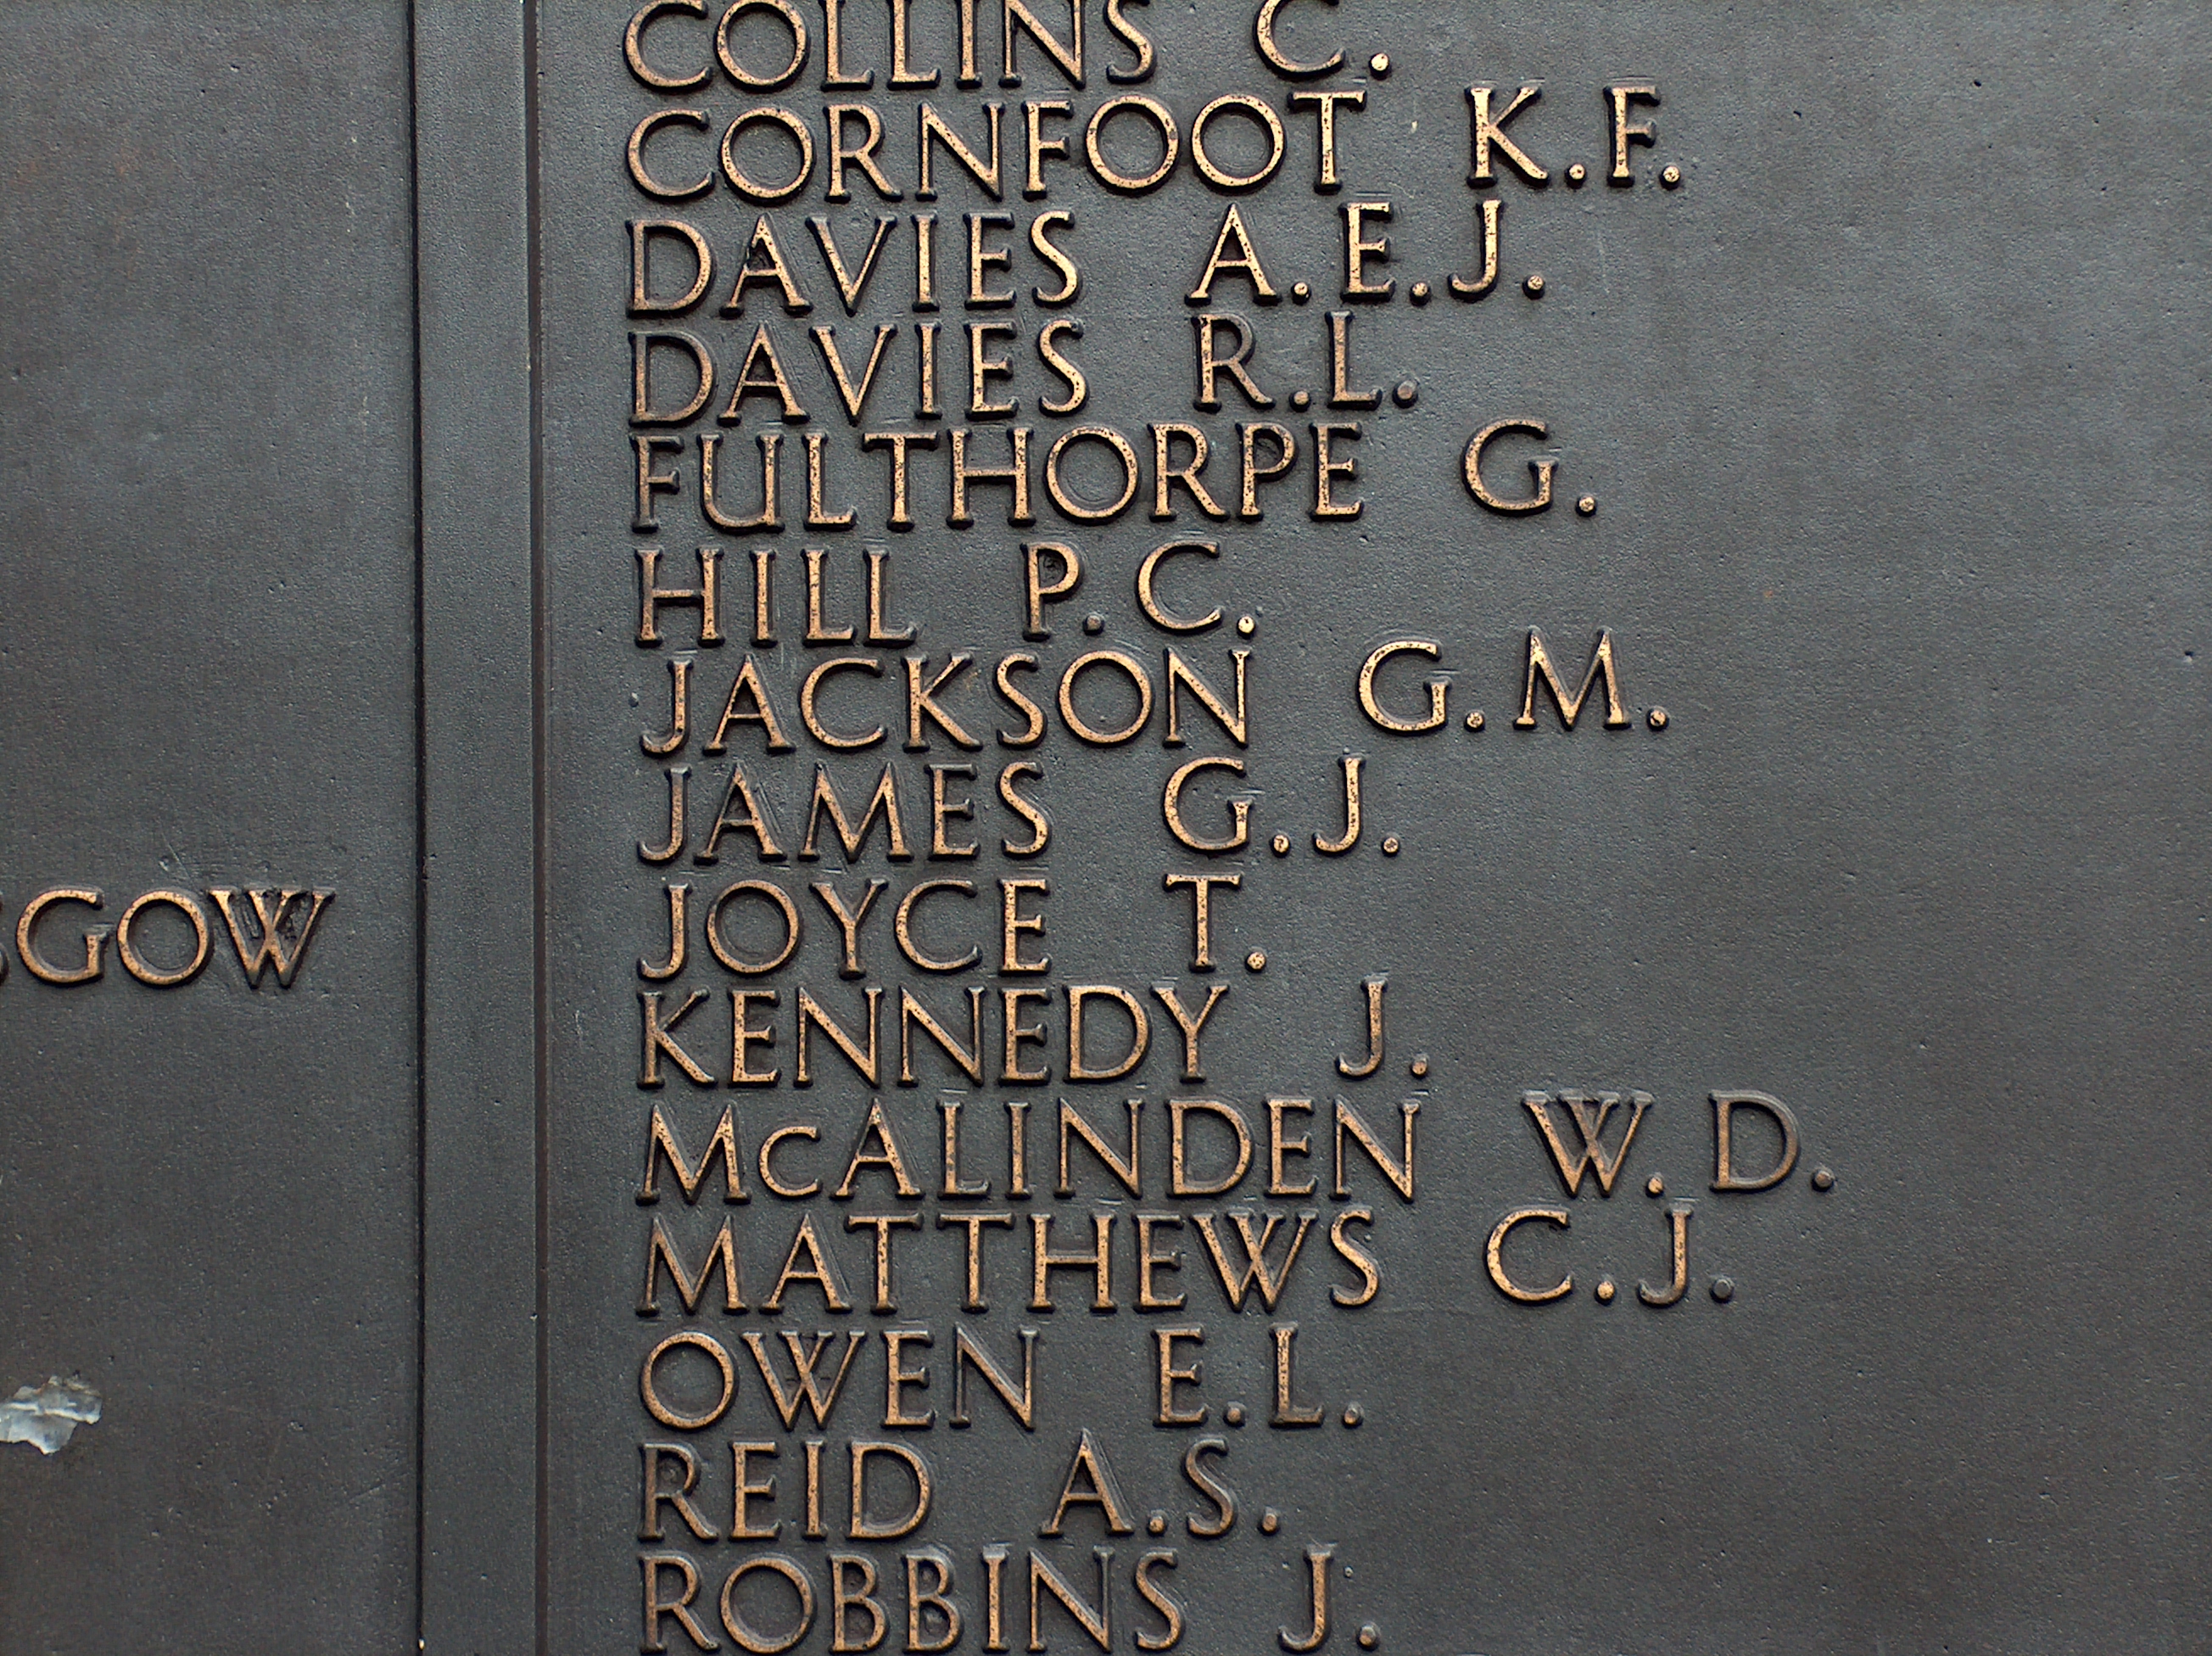 COLLINS C.
CORNFOOT K.F.
DAVIES A.E.J.
DAVIES R.L.
FULTHORPE G.
HILL P.C.
JACKSON G.M.
JAMES G.J.
JOYCE T.
GOW
KENNEDY J.
McALINDEN W.D.
MATTHEWS C.J.
OWEN E.L.
REID A.S.
ROBBINS J.